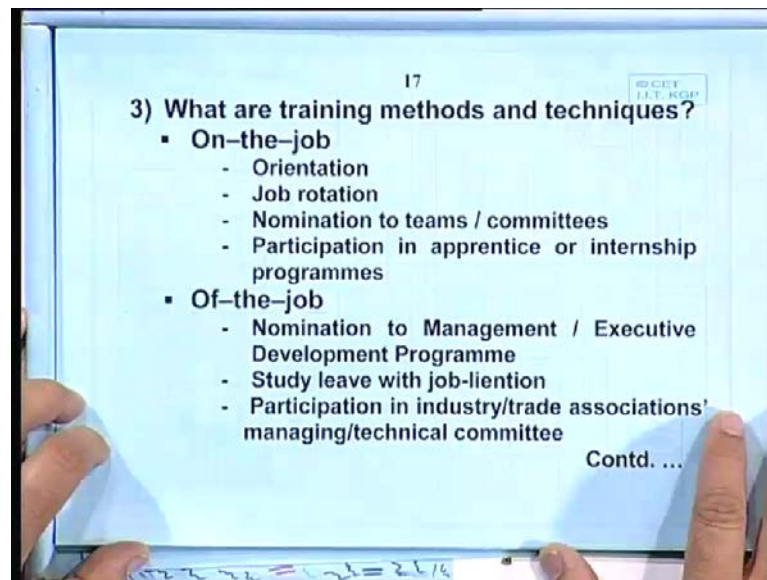 17
© CET
I.I.T. KGP
3) What are training methods and techniques?
▪ On–the–job
- Orientation
- Job rotation
- Nomination to teams / committees
- Participation in apprentice or internship
programmes
▪ Of–the–job
- Nomination to Management / Executive
Development Programme
- Study leave with job-liention
- Participation in industry/trade associations'
managing/technical committee
Contd. ...